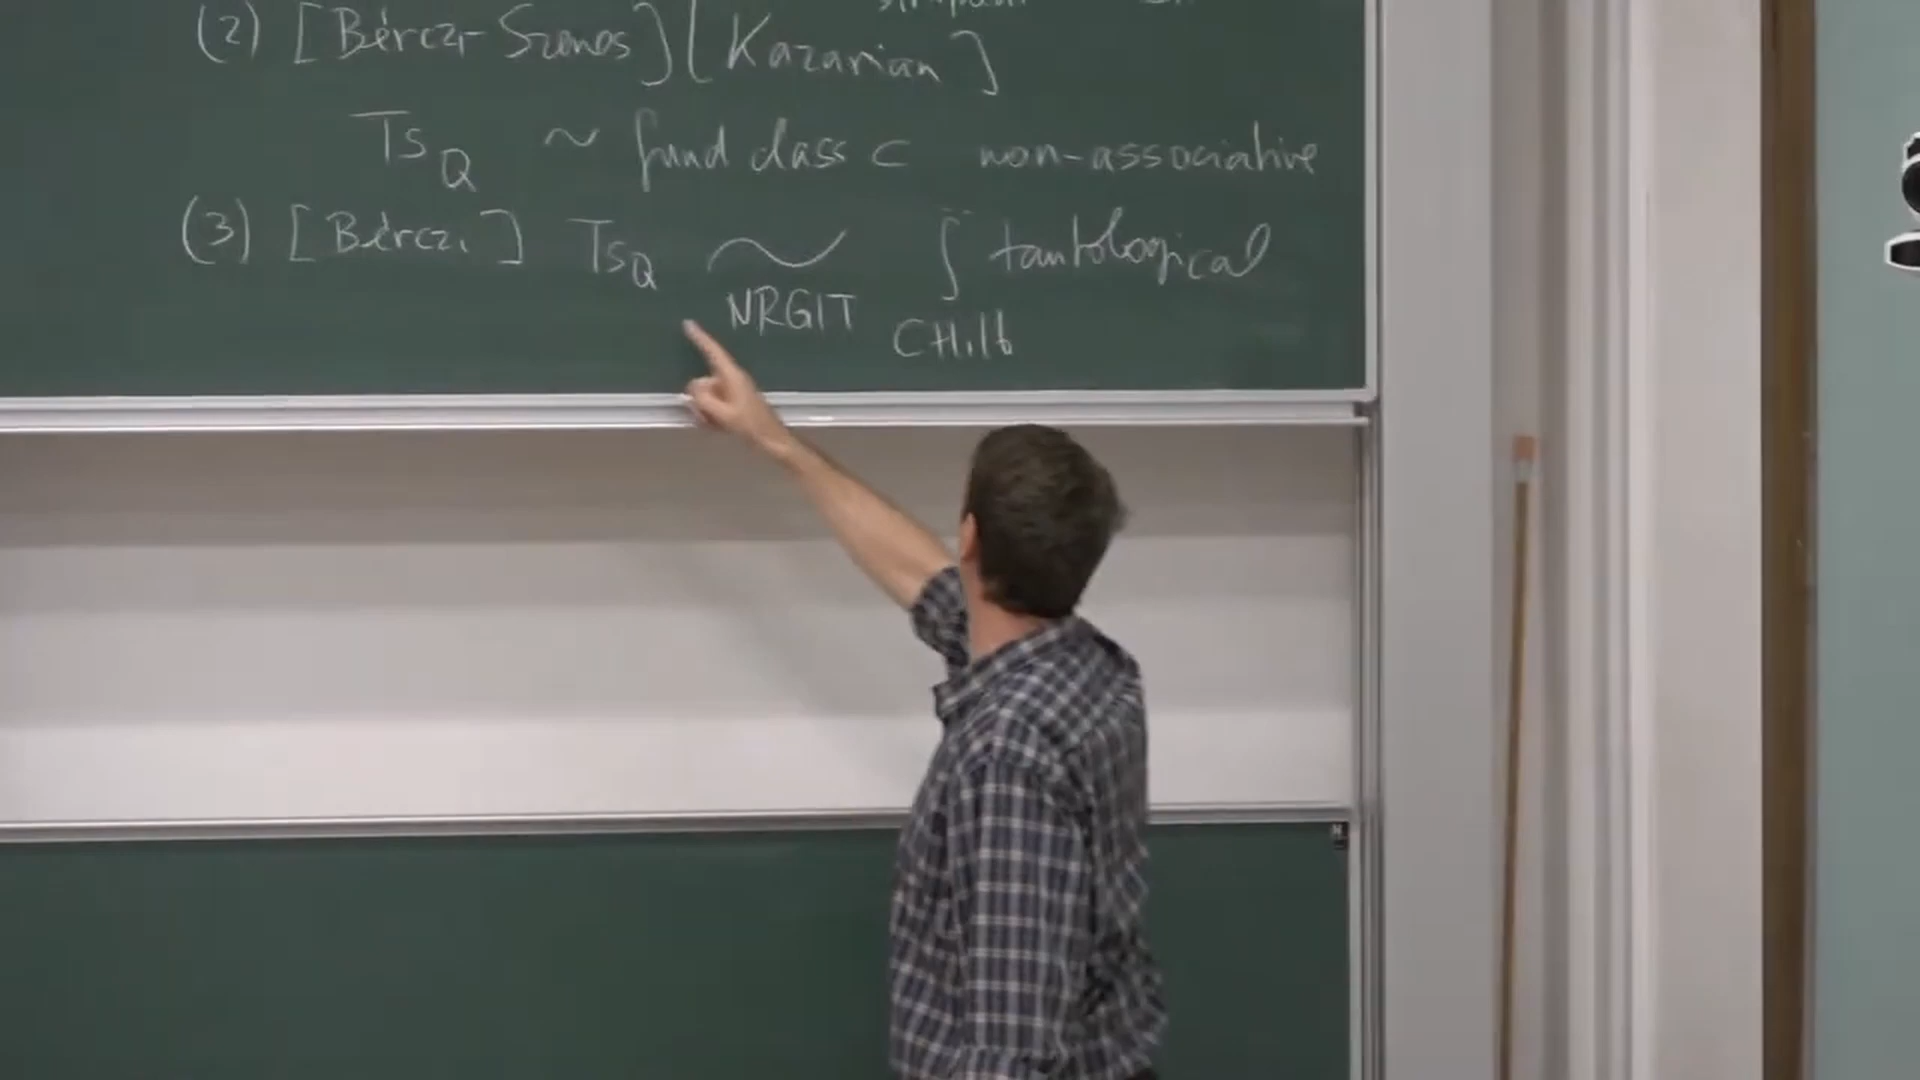 (2) [Bérczi-Szenes] [Kazarian]
Ts_Q ~ fund class ⊂ non-associative
(3) [Bérczi] Ts_Q ~ ∫ tautological
NRGIT CHilb